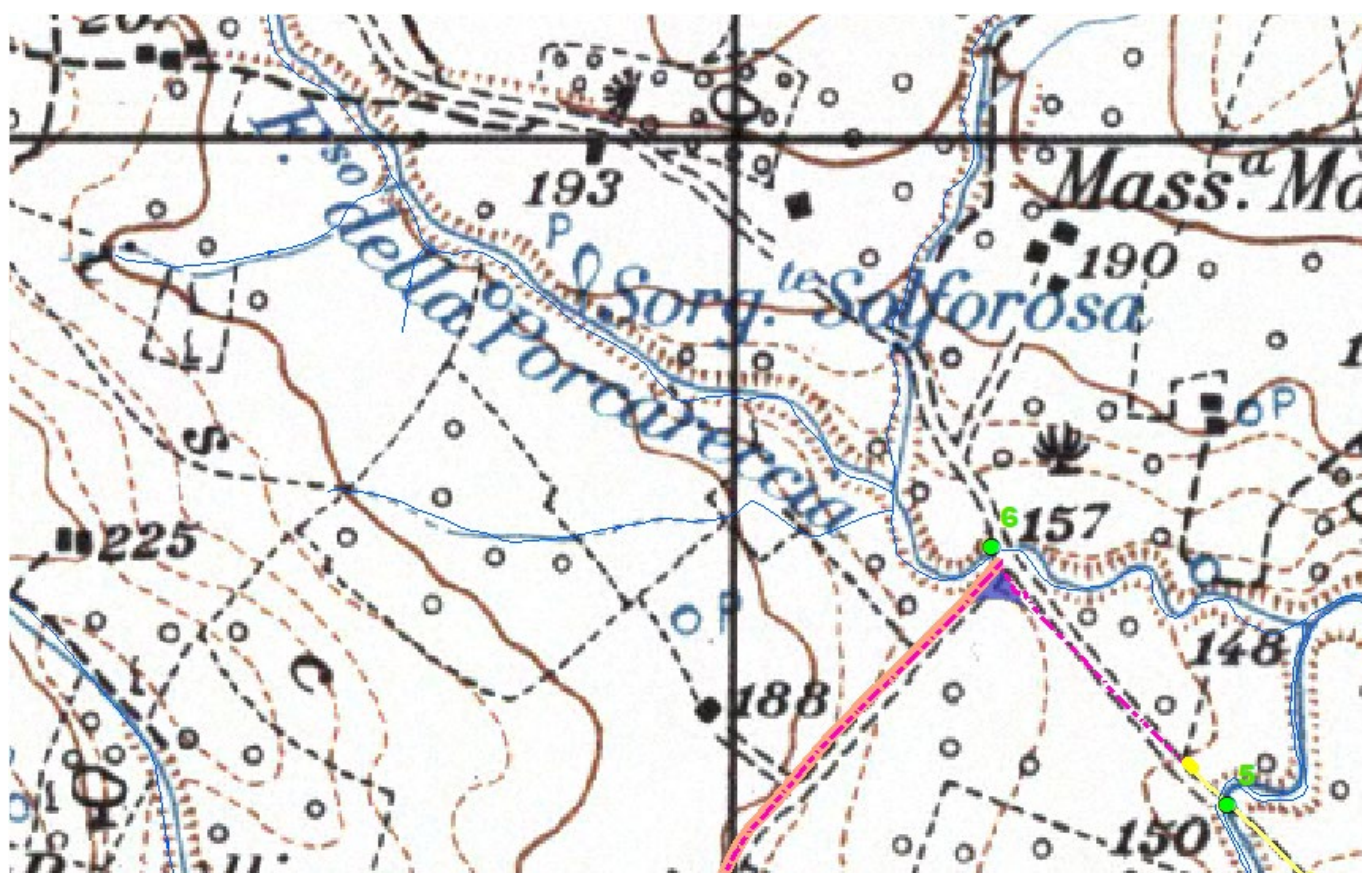 193
P
Mass.ª Ma
190
F.so della Porcareccia
Sorg.te Solforosa
P
S
225
6
157
P
188
148
C
5
150